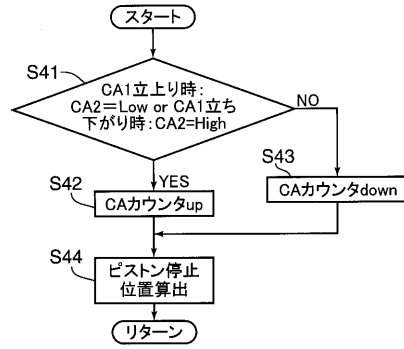 スタート
S41
CA1立上り時:
CA2=Low or CA1立ち
下がり時:CA2=High
NO
YES
S43
S42
CAカウンタup
CAカウンタdown
S44
ピストン停止
位置算出
リターン